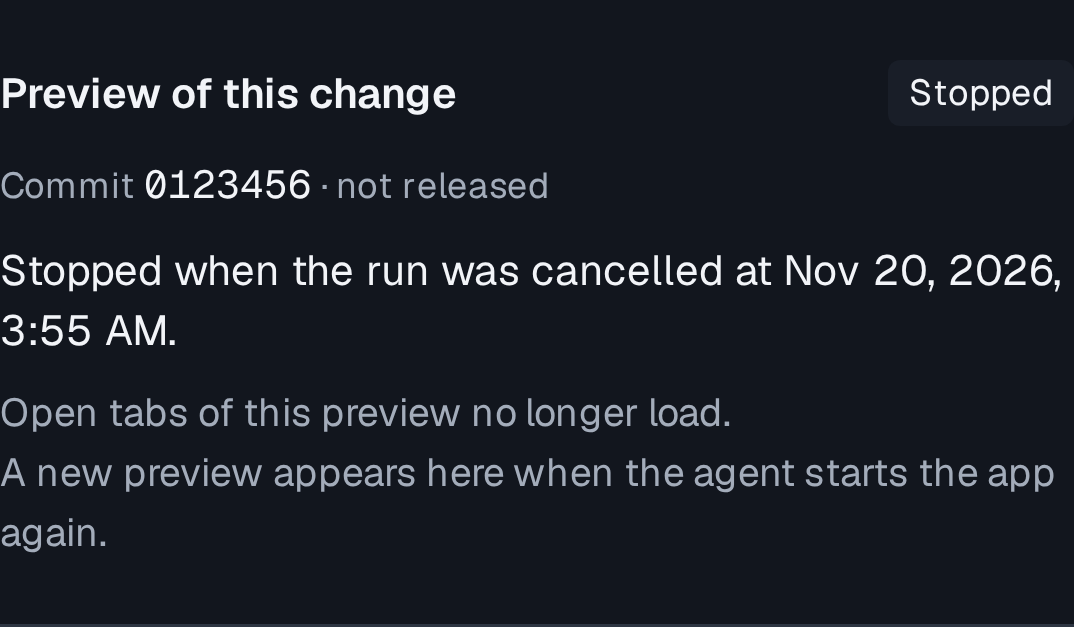 Preview of this change
Stopped
Commit 0123456 · not released
Stopped when the run was cancelled at Nov 20, 2026,
3:55 AM.
Open tabs of this preview no longer load.
A new preview appears here when the agent starts the app
again.